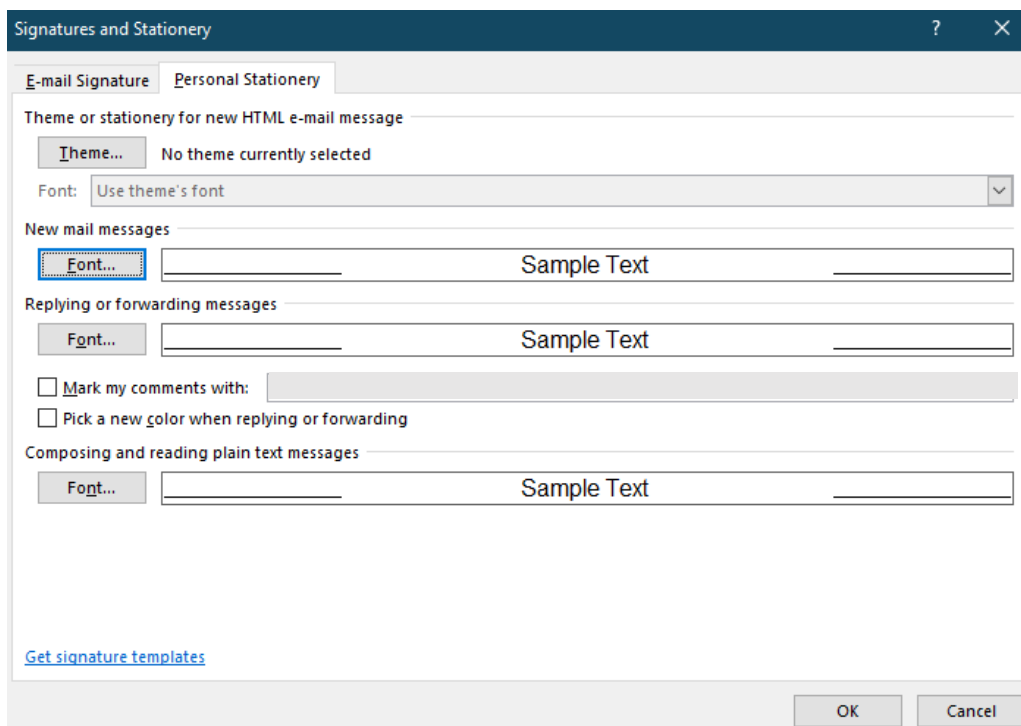 Signatures and Stationery ?
E-mail Signature Personal Stationery
Theme or stationery for new HTML e-mail message
Theme... No theme currently selected
Font: Use theme's font
New mail messages
Font... Sample Text
Replying or forwarding messages
Font... Sample Text
Mark my comments with:
Pick a new color when replying or forwarding
Composing and reading plain text messages
Font... Sample Text
Get signature templates
OK Cancel